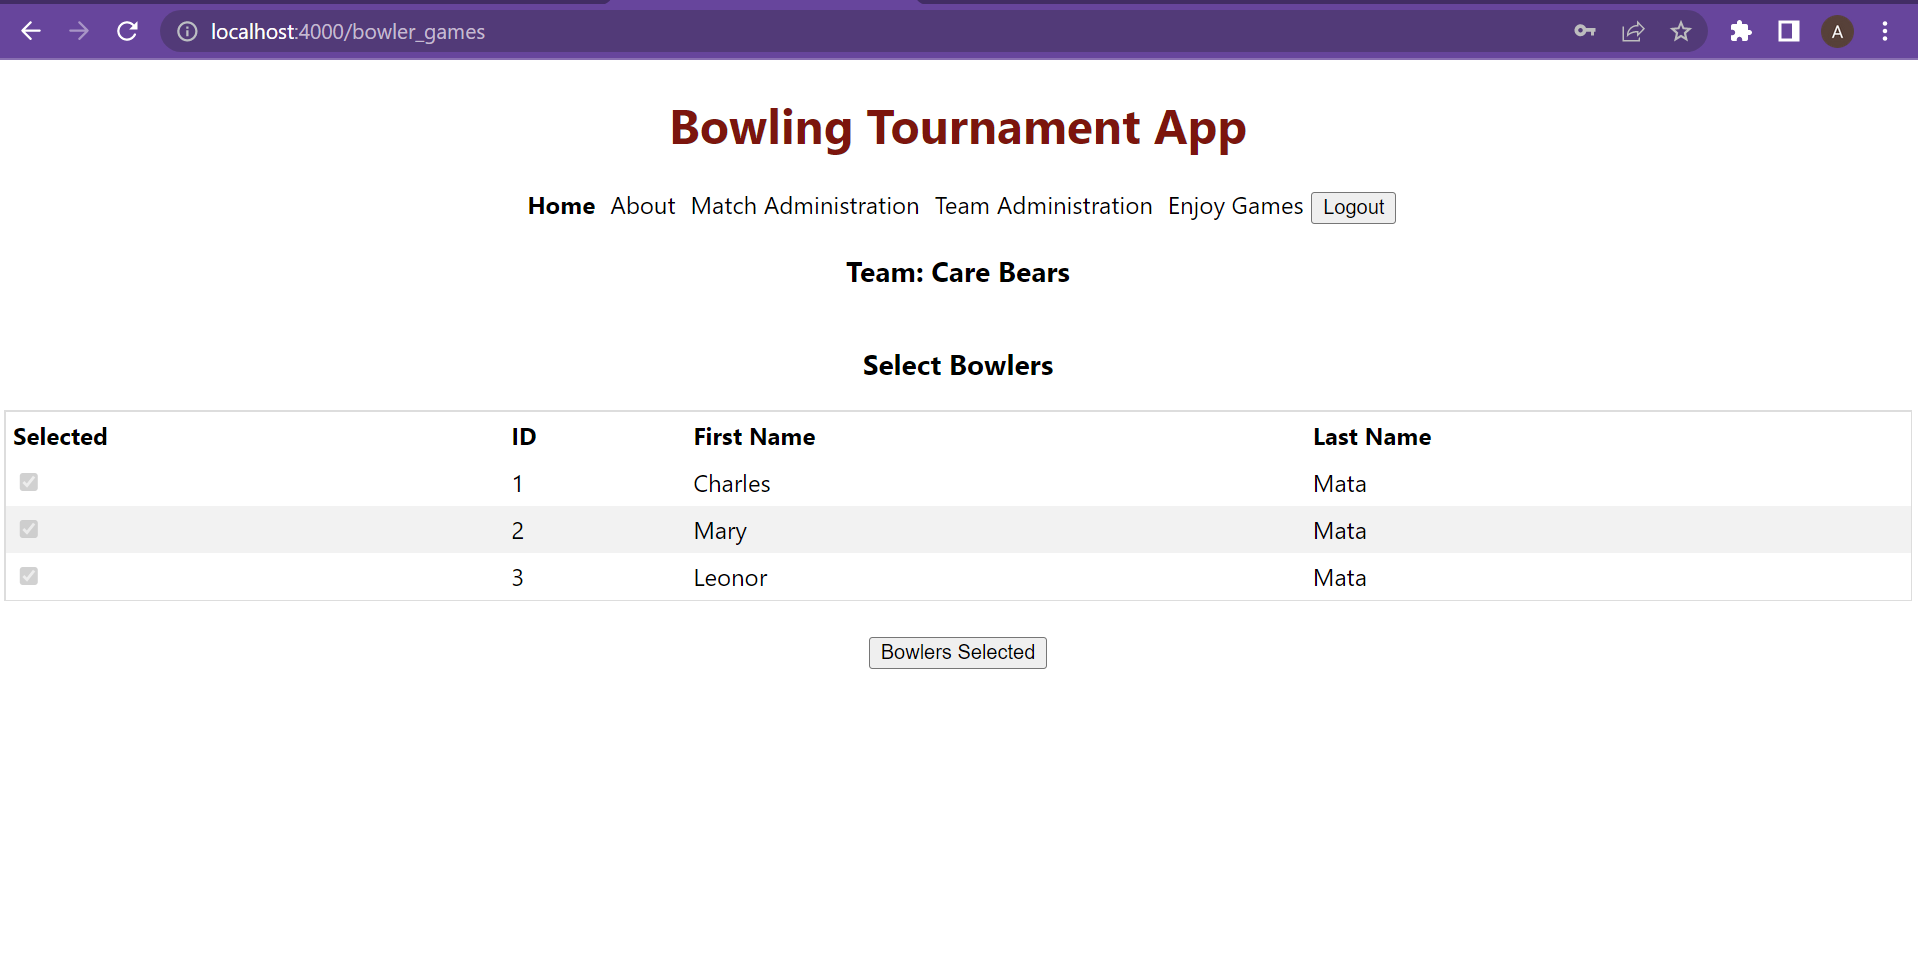 localhost:4000/bowler_games
A
Bowling Tournament App
Home About Match Administration Team Administration Enjoy Games Logout
Team: Care Bears
Select Bowlers
Selected ID First Name Last Name
1 Charles Mata
2 Mary Mata
3 Leonor Mata
Bowlers Selected